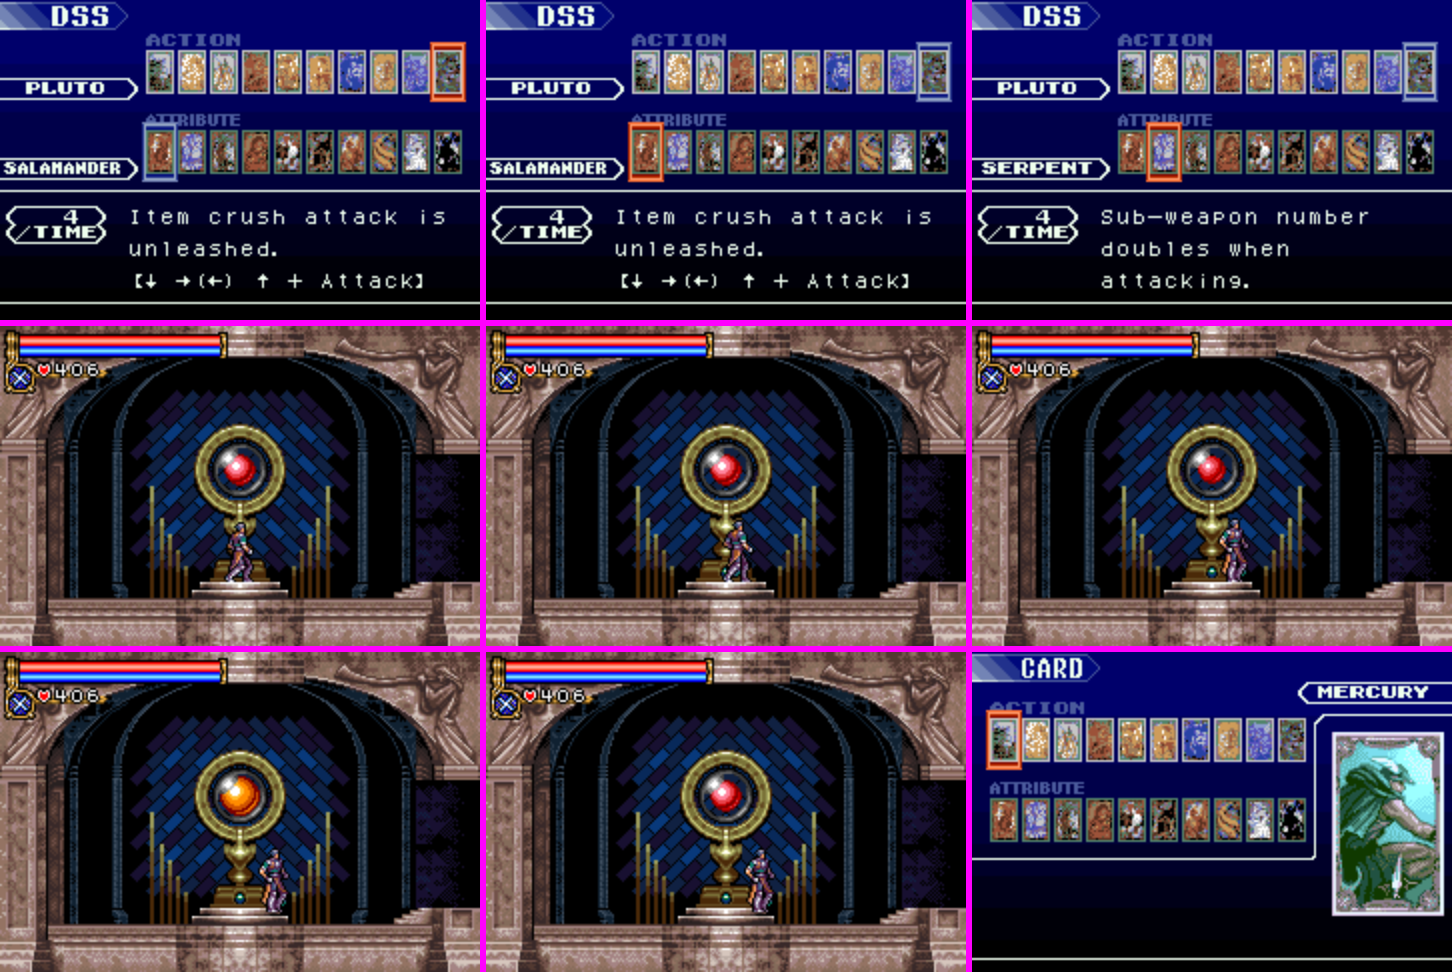 DSS
ACTION
PLUTO
ATTRIBUTE
SALAMANDER
4
/TIME
Item crush attack is
unleashed.
【↓ →(←) ↑ + Attack】
DSS
ACTION
PLUTO
ATTRIBUTE
SALAMANDER
4
/TIME
Item crush attack is
unleashed.
【↓ →(←) ↑ + Attack】
DSS
ACTION
PLUTO
ATTRIBUTE
SERPENT
4
/TIME
Sub-weapon number
doubles when
attacking.
406
406
406
406
406
CARD
MERCURY
ACTION
ATTRIBUTE